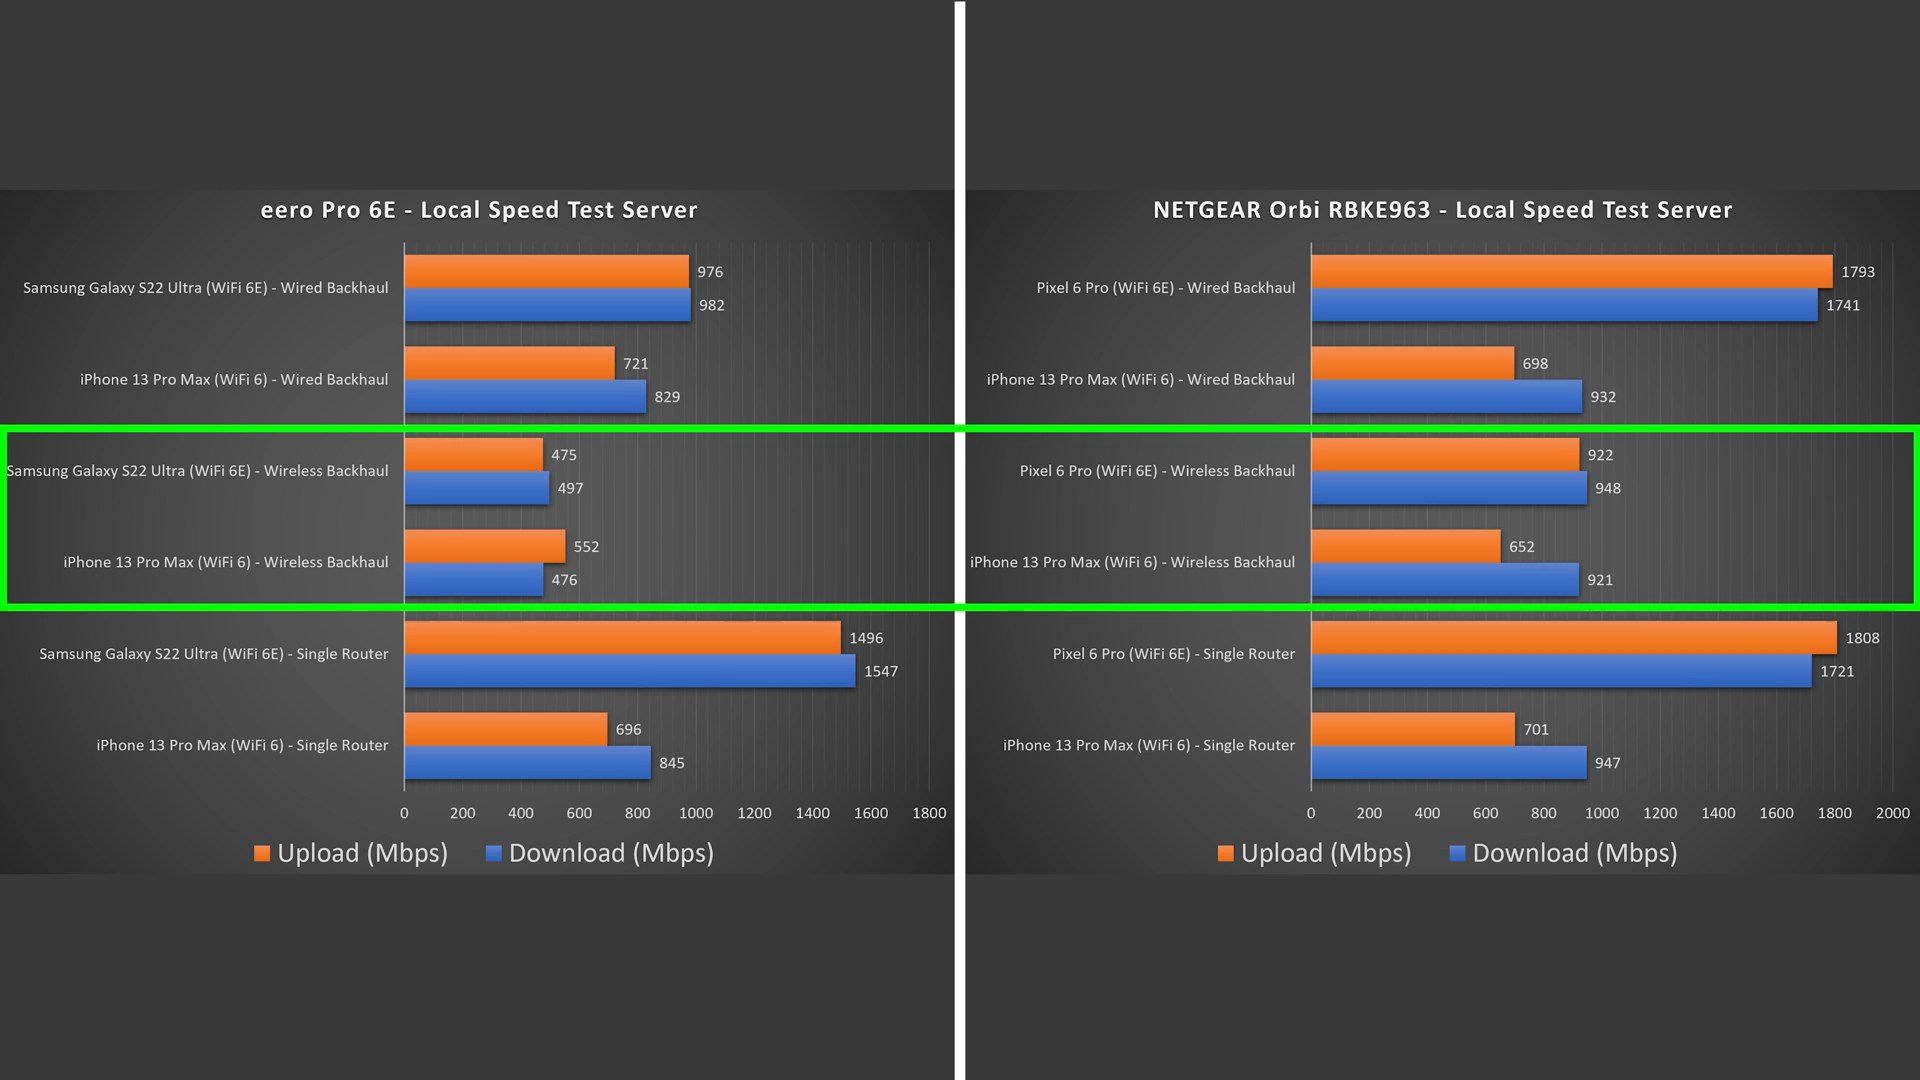 eero Pro 6E - Local Speed Test Server
Samsung Galaxy S22 Ultra (WiFi 6E) - Wired Backhaul
976
982
iPhone 13 Pro Max (WiFi 6) - Wired Backhaul
721
829
Samsung Galaxy S22 Ultra (WiFi 6E) - Wireless Backhaul
475
497
iPhone 13 Pro Max (WiFi 6) - Wireless Backhaul
552
476
Samsung Galaxy S22 Ultra (WiFi 6E) - Single Router
1496
1547
iPhone 13 Pro Max (WiFi 6) - Single Router
696
845
0 200 400 600 800 1000 1200 1400 1600 1800
Upload (Mbps) Download (Mbps)
NETGEAR Orbi RBKE963 - Local Speed Test Server
Pixel 6 Pro (WiFi 6E) - Wired Backhaul
1793
1741
iPhone 13 Pro Max (WiFi 6) - Wired Backhaul
698
932
Pixel 6 Pro (WiFi 6E) - Wireless Backhaul
922
948
iPhone 13 Pro Max (WiFi 6) - Wireless Backhaul
652
921
Pixel 6 Pro (WiFi 6E) - Single Router
1808
1721
iPhone 13 Pro Max (WiFi 6) - Single Router
701
947
0 200 400 600 800 1000 1200 1400 1600 1800 2000
Upload (Mbps) Download (Mbps)